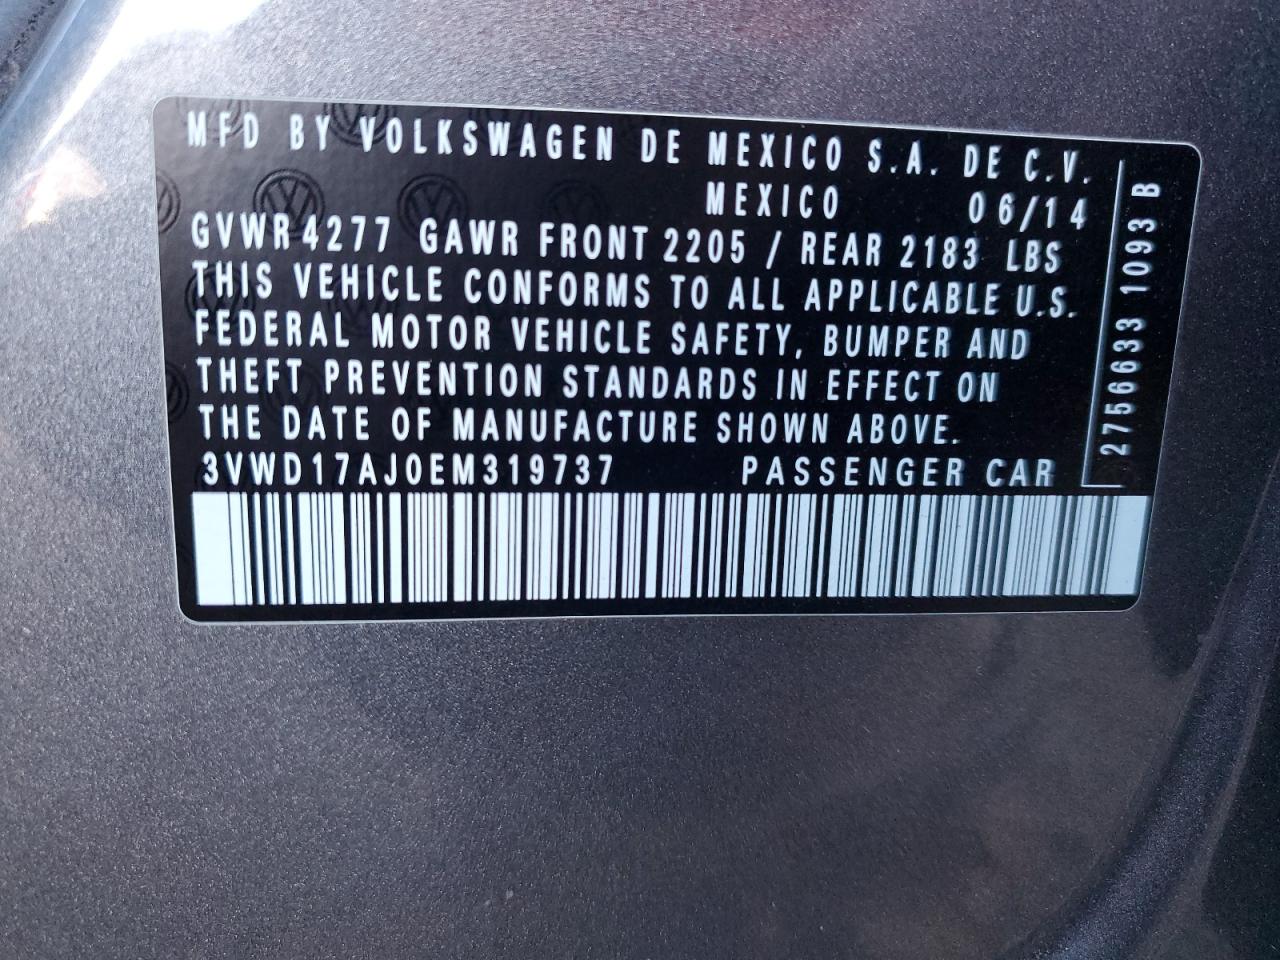 MFD BY VOLKSWAGEN DE MEXICO S.A. DE C.V.
MEXICO 06/14
GVWR 4277 GAWR FRONT 2205 / REAR 2183 LBS
THIS VEHICLE CONFORMS TO ALL APPLICABLE U.S.
FEDERAL MOTOR VEHICLE SAFETY, BUMPER AND
THEFT PREVENTION STANDARDS IN EFFECT ON
THE DATE OF MANUFACTURE SHOWN ABOVE.
3VWD17AJ0EM319737 PASSENGER CAR
2756633 1093 B